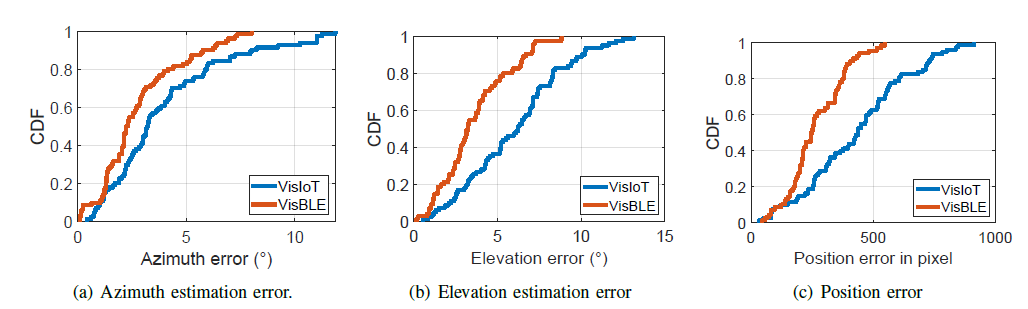 1
0.8
0.6
0.4
0.2
0
CDF
0 5 10
Azimuth error (°)
VisIoT
VisBLE
(a) Azimuth estimation error.
1
0.8
0.6
0.4
0.2
0
CDF
0 5 10 15
Elevation error (°)
VisIoT
VisBLE
(b) Elevation estimation error
1
0.8
0.6
0.4
0.2
0
CDF
0 500 1000
Position error in pixel
VisIoT
VisBLE
(c) Position error